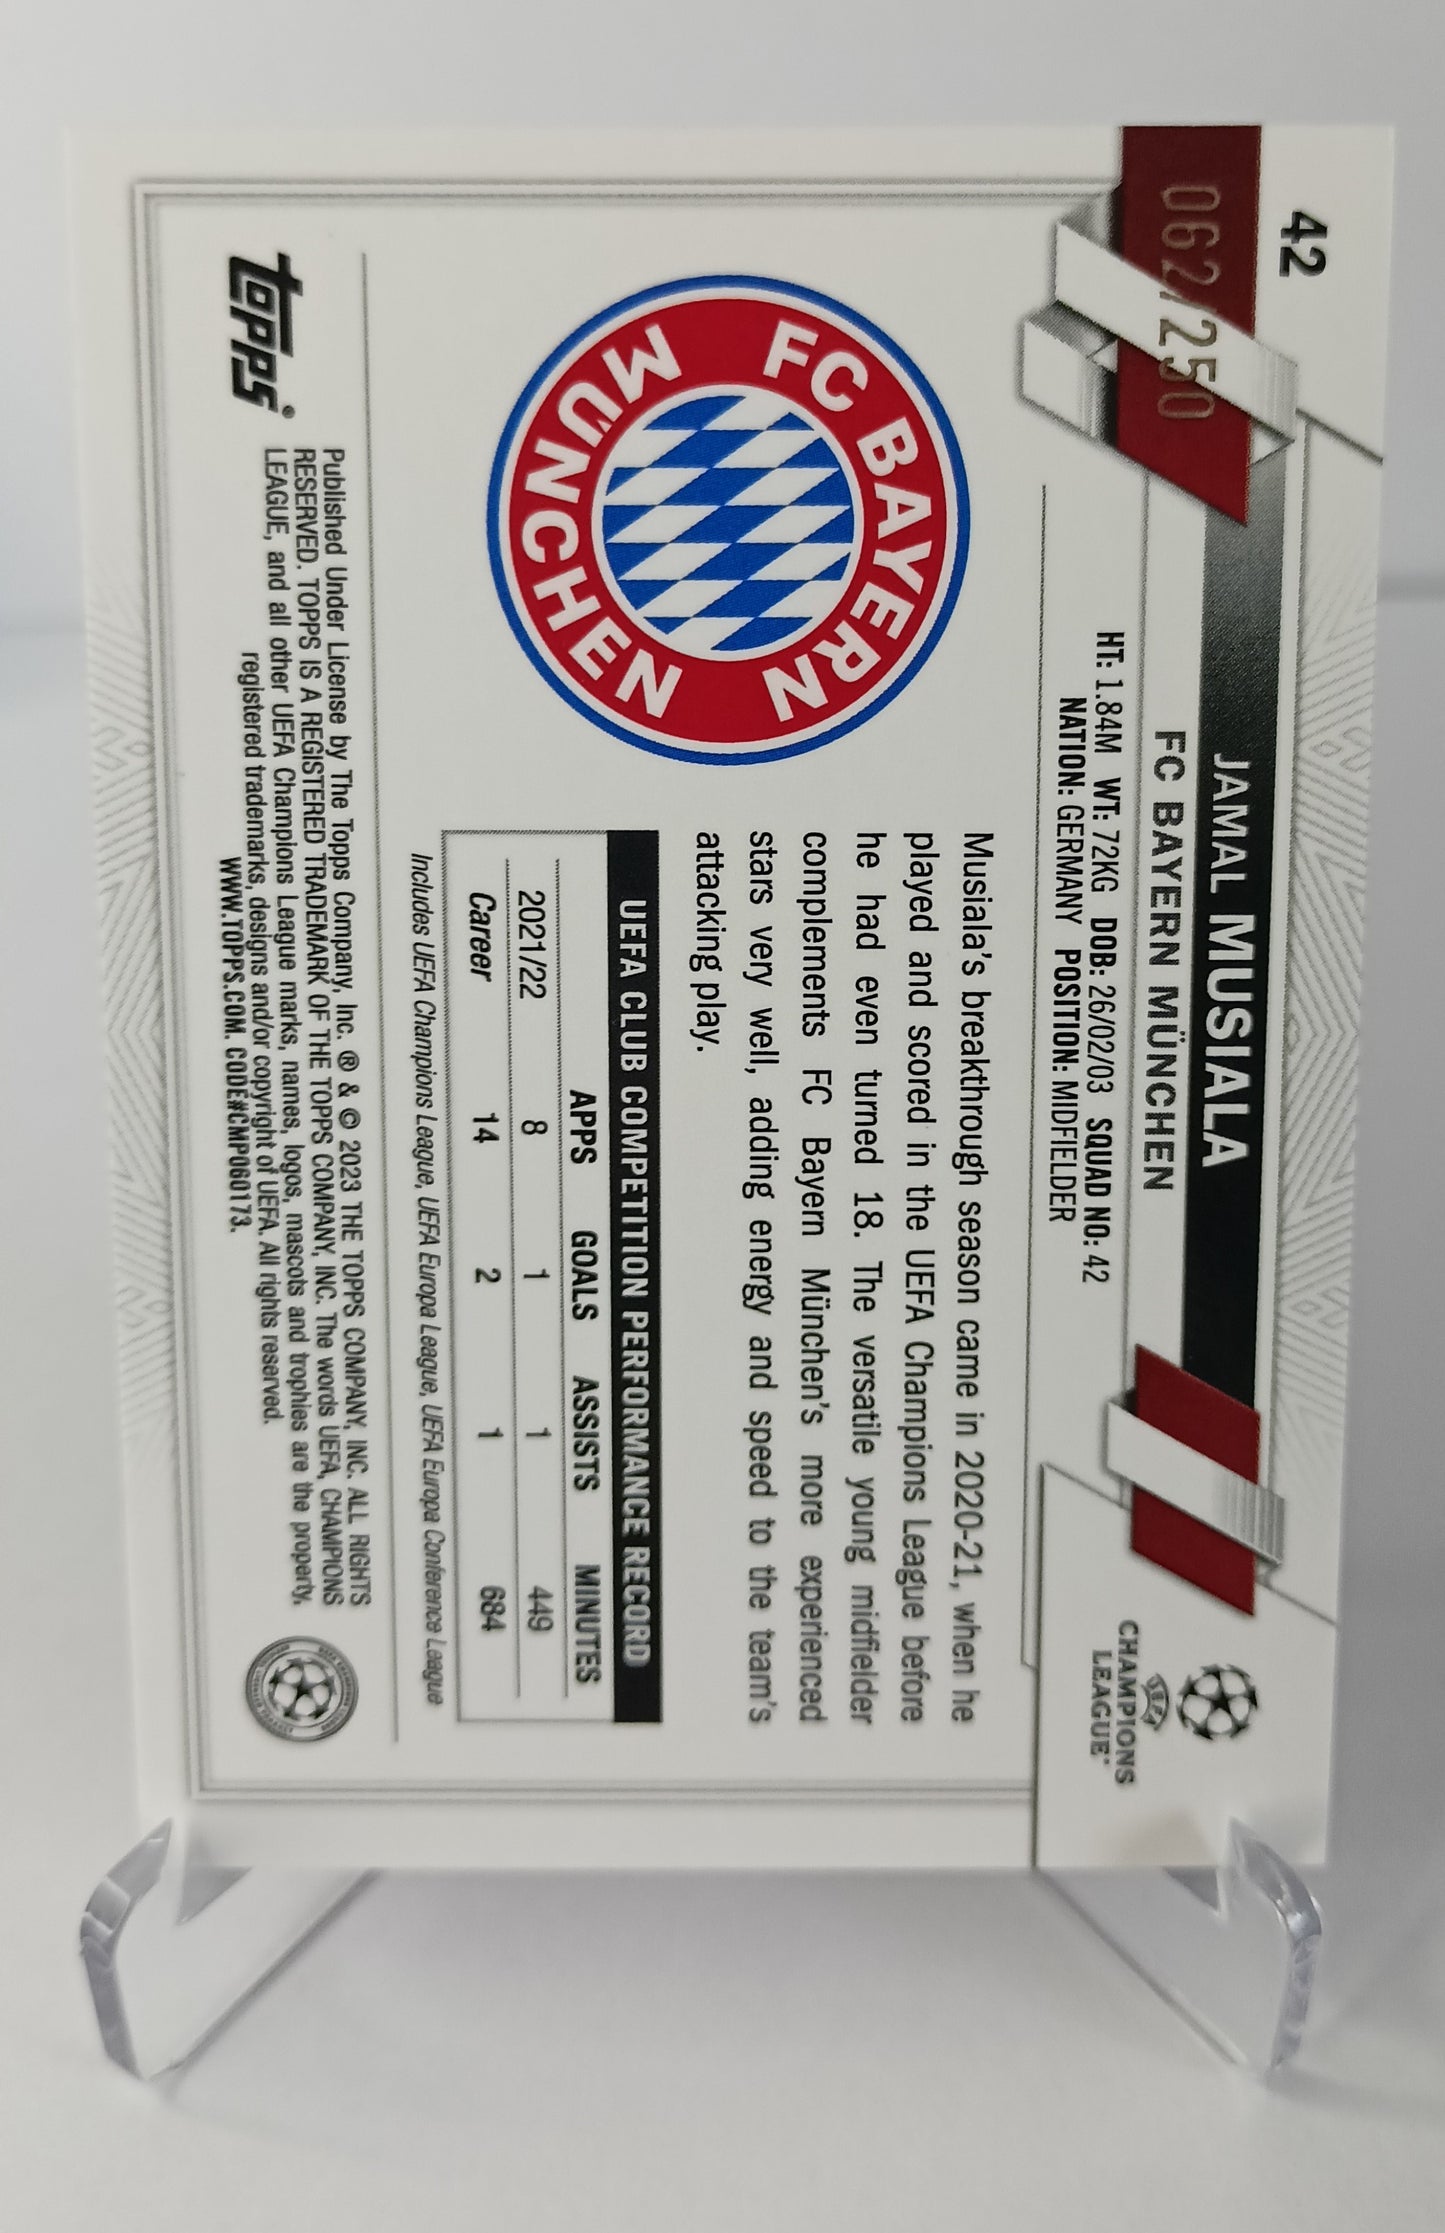 42
062/250
JAMAL MUSIALA
FC BAYERN MÜNCHEN
HT: 1.84M WT: 72KG DOB: 26/02/03 SQUAD NO: 42
NATION: GERMANY POSITION: MIDFIELDER
CHAMPIONS
LEAGUE
UEFA
FC BAYERN
MÜNCHEN
Musiala's breakthrough season came in 2020-21, when he
played and scored in the UEFA Champions League before
he had even turned 18. The versatile young midfielder
complements FC Bayern München's more experienced
stars very well, adding energy and speed to the team's
attacking play.
UEFA CLUB COMPETITION PERFORMANCE RECORD
APPS GOALS ASSISTS MINUTES
2021/22 8 1 1 449
Career 14 2 1 684
Includes UEFA Champions League, UEFA Europa League, UEFA Europa Conference League
topps®
Published Under License by The Topps Company, Inc. ® & © 2023 THE TOPPS COMPANY, INC. ALL RIGHTS
RESERVED. TOPPS IS A REGISTERED TRADEMARK OF THE TOPPS COMPANY, INC. The words UEFA, CHAMPIONS
LEAGUE, and all other UEFA Champions League marks, names, logos, mascots and trophies are the property,
registered trademarks, designs and/or copyright of UEFA. All rights reserved.
WWW.TOPPS.COM. CODE#CMP060173.